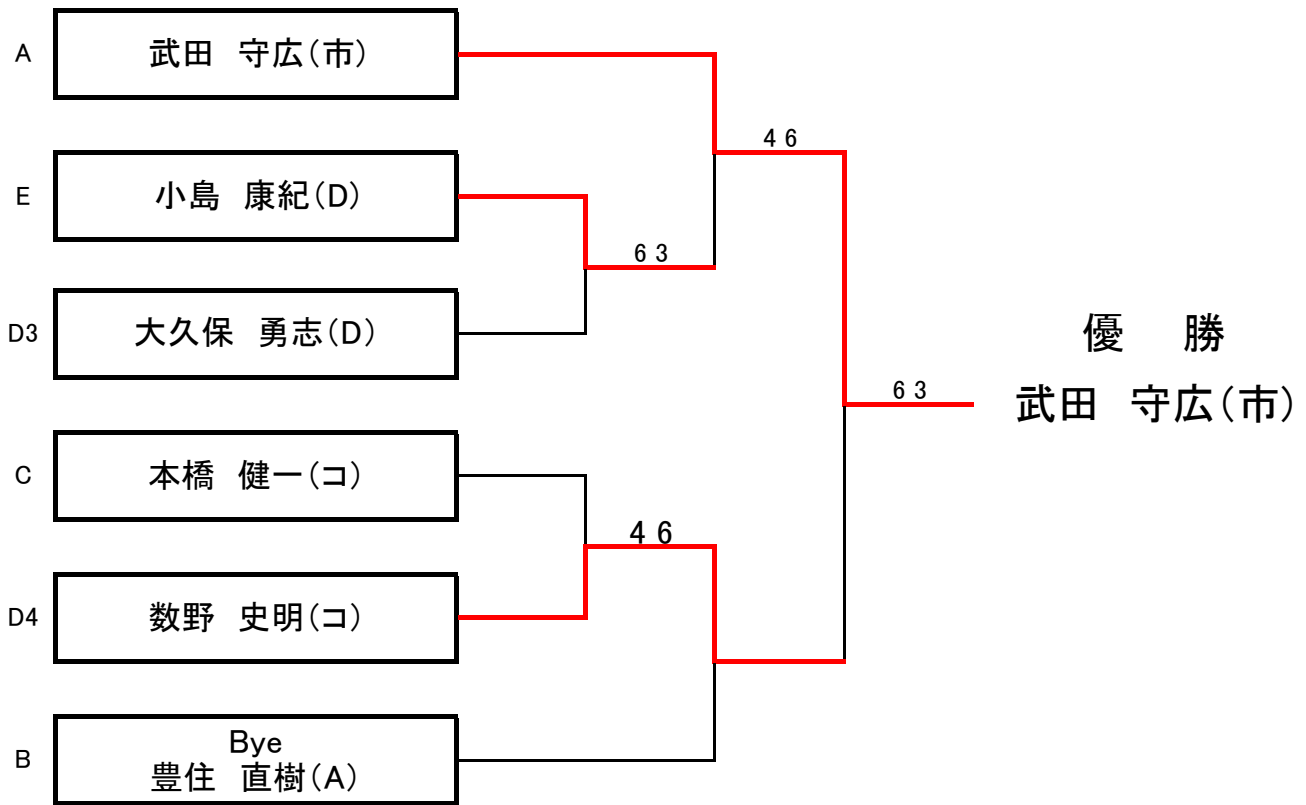 A
武田 守広(市)
4 6
E
小島 康紀(D)
6 3
D3
大久保 勇志(D)
優 勝
6 3
武田 守広(市)
C
本橋 健一(コ)
4 6
D4
数野 史明(コ)
B
Bye
豊住 直樹(A)